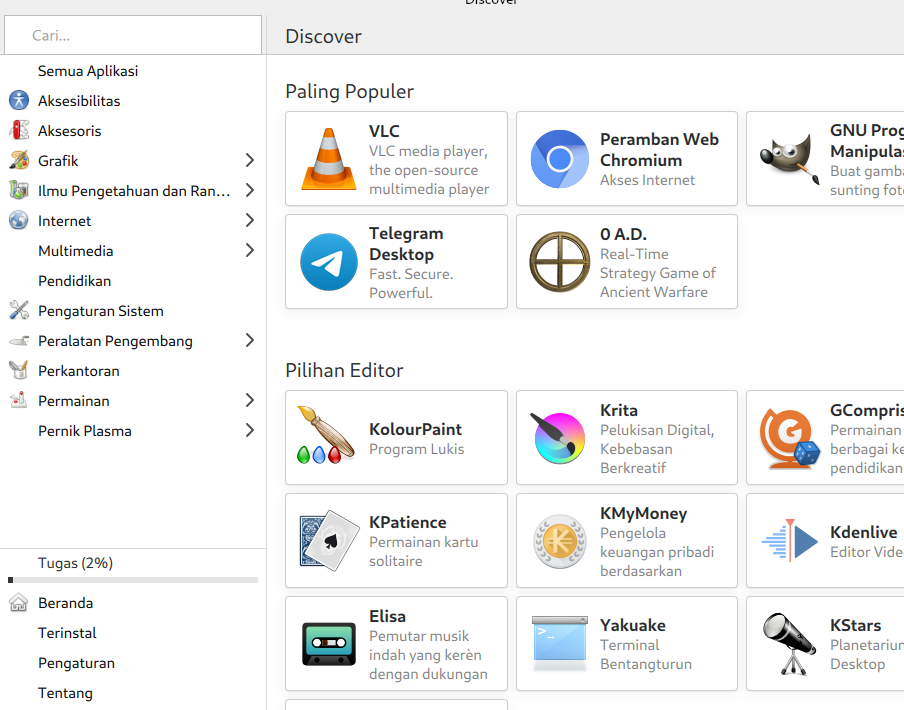 Discover
Cari...
Discover
Semua Aplikasi
Aksesibilitas
Aksesoris
Grafik
Ilmu Pengetahuan dan Ran...
Internet
Multimedia
Pendidikan
Pengaturan Sistem
Peralatan Pengembang
Perkantoran
Permainan
Pernik Plasma
Tugas (2%)
Beranda
Terinstal
Pengaturan
Tentang
Paling Populer
VLC
VLC media player,
the open-source
multimedia player
Peramban Web
Chromium
Akses Internet
GNU Prog
Manipulas
Buat gamba
sunting foto
Telegram
Desktop
Fast. Secure.
Powerful.
0 A.D.
Real-Time
Strategy Game of
Ancient Warfare
Pilihan Editor
KolourPaint
Program Lukis
Krita
Pelukisan Digital,
Kebebasan
Berkreatif
GCompris
Permainan
berbagai ke
pendidikan
KPatience
Permainan kartu
solitaire
KMyMoney
Pengelola
keuangan pribadi
berdasarkan
Kdenlive
Editor Video
Elisa
Pemutar musik
indah yang kerèn
dengan dukungan
Yakuake
Terminal
Bentangturun
KStars
Planetarium
Desktop